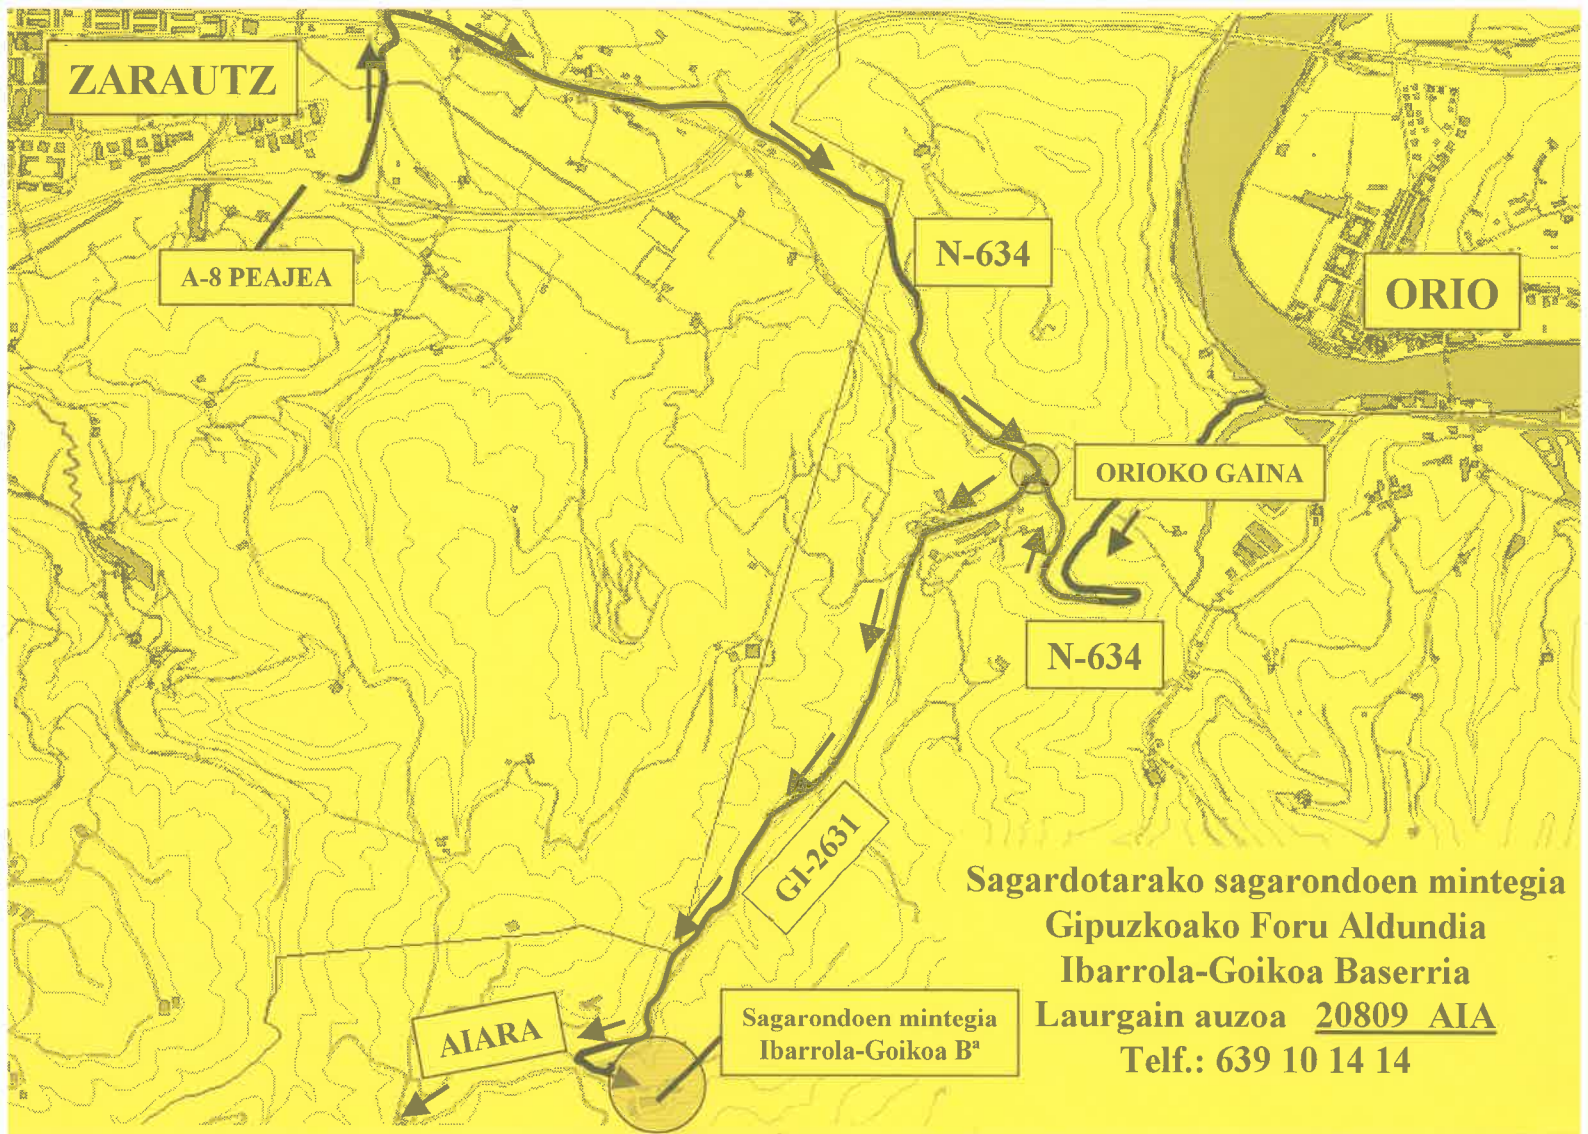 ZARAUTZ
A-8 PEAJEA
N-634
ORIO
ORIOKO GAINA
N-634
GI-2631
Sagardotarako sagarondoen mintegia
Gipuzkoako Foru Aldundia
Ibarrola-Goikoa Baserria
Laurgain auzoa 20809 AIA
Telf.: 639 10 14 14
AIARA
Sagarondoen mintegia
Ibarrola-Goikoa Bª